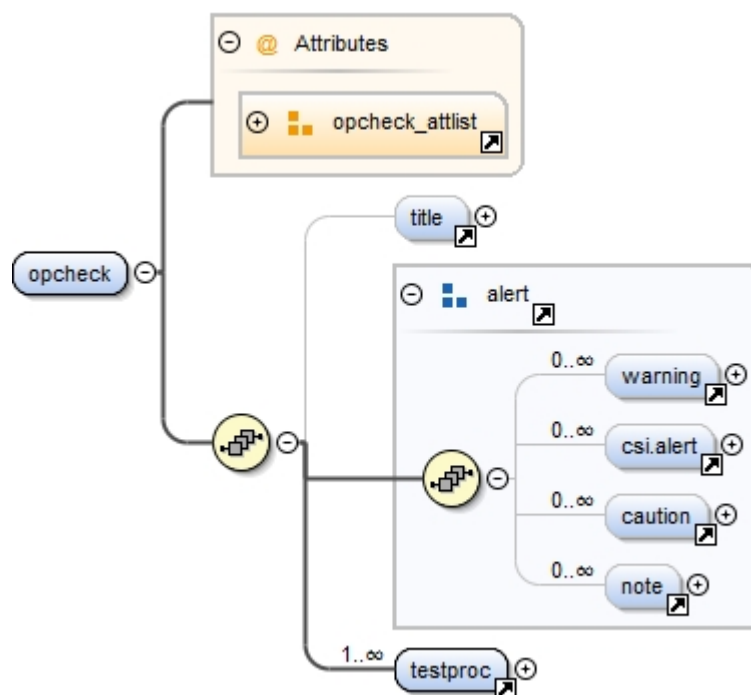 Attributes
opcheck_attlist
title
opcheck
alert
0..∞
warning
0..∞
csi.alert
0..∞
caution
0..∞
note
1..∞
testproc